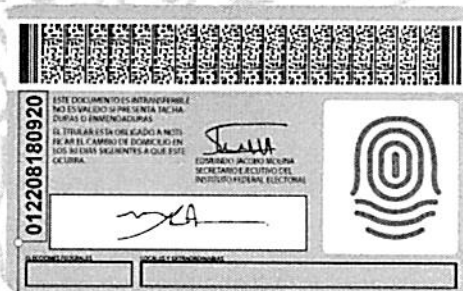 012208180920
ESTE DOCUMENTO ES INTRANSFERIBLE
NO ES VALIDO SI PRESENTA TACHA
DURAS O ENMENDADURAS
EL TITULAR ESTA OBLIGADO A NOTI
FICAR EL CAMBIO DE DOMICILIO EN
LOS 30 DIAS SIGUIENTES A QUE ESTE
OCURRA.
EDMUNDO JACOBO MOLINA
SECRETARIO EJECUTIVO DEL
INSTITUTO FEDERAL ELECTORAL
ELECCIONES FEDERALES
LOCALES Y EXTRAORDINARIAS